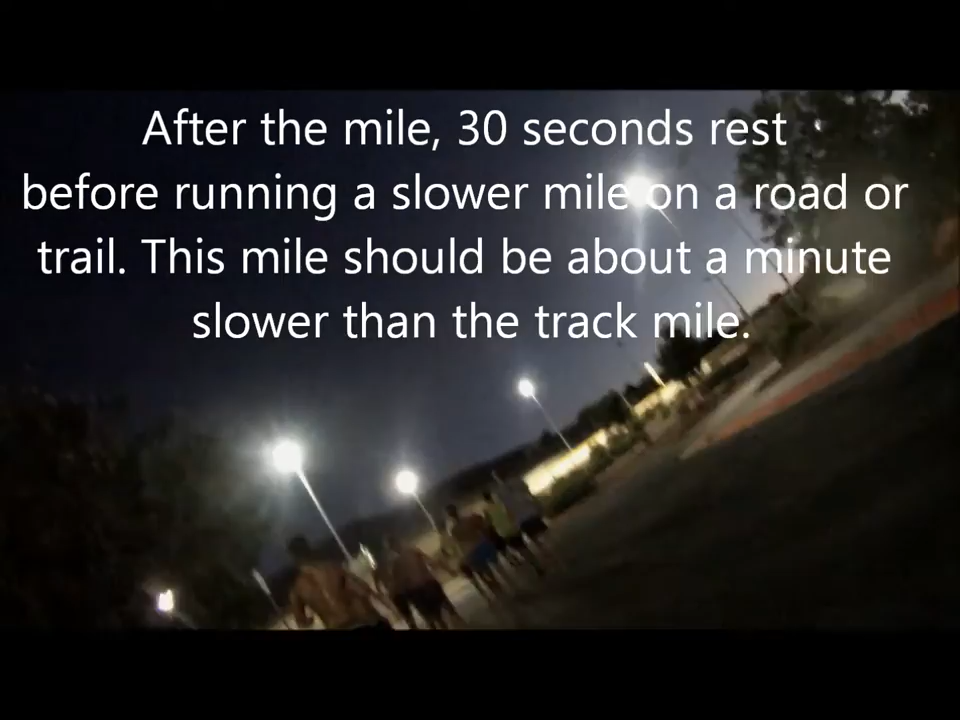 After the mile, 30 seconds rest
before running a slower mile on a road or
trail. This mile should be about a minute
slower than the track mile.